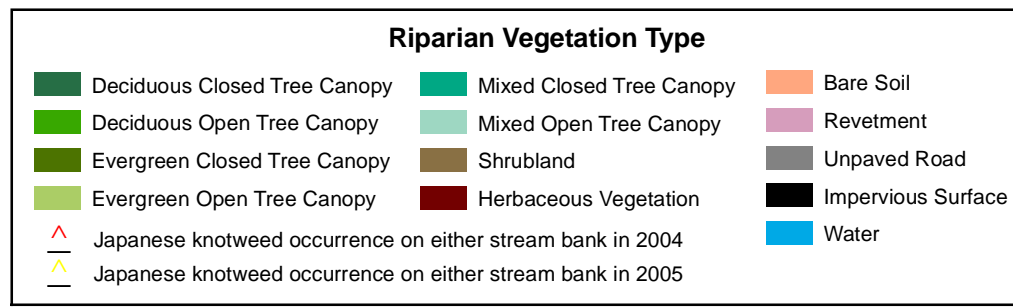 Riparian Vegetation Type
Deciduous Closed Tree Canopy
Deciduous Open Tree Canopy
Evergreen Closed Tree Canopy
Evergreen Open Tree Canopy
Mixed Closed Tree Canopy
Mixed Open Tree Canopy
Shrubland
Herbaceous Vegetation
Bare Soil
Revetment
Unpaved Road
Impervious Surface
Water
^ Japanese knotweed occurrence on either stream bank in 2004
^ Japanese knotweed occurrence on either stream bank in 2005